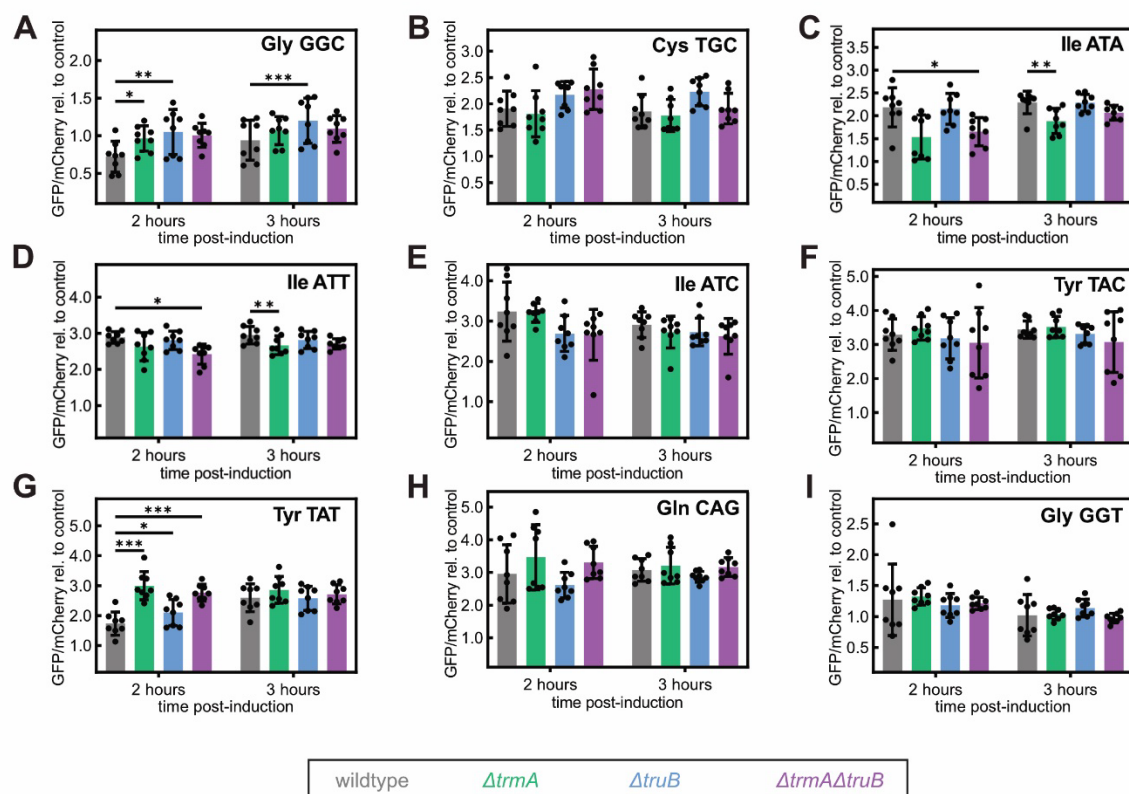 A
Gly GGC
GFP/mCherry rel. to control
2.0
1.5
1.0
0.5
**
*
***
2 hours
3 hours
time post-induction
B
Cys TGC
GFP/mCherry rel. to control
3.0
2.5
2.0
1.5
1.0
0.5
2 hours
3 hours
time post-induction
C
Ile ATA
GFP/mCherry rel. to control
3.5
3.0
2.5
2.0
1.5
1.0
0.5
*
**
2 hours
3 hours
time post-induction
D
Ile ATT
GFP/mCherry rel. to control
4.0
3.0
2.0
1.0
*
**
2 hours
3 hours
time post-induction
E
Ile ATC
GFP/mCherry rel. to control
4.0
3.0
2.0
1.0
2 hours
3 hours
time post-induction
F
Tyr TAC
GFP/mCherry rel. to control
5.0
4.0
3.0
2.0
1.0
2 hours
3 hours
time post-induction
G
Tyr TAT
GFP/mCherry rel. to control
5.0
4.0
3.0
2.0
1.0
***
*
***
2 hours
3 hours
time post-induction
H
Gln CAG
GFP/mCherry rel. to control
5.0
4.0
3.0
2.0
1.0
2 hours
3 hours
time post-induction
I
Gly GGT
GFP/mCherry rel. to control
2.5
2.0
1.5
1.0
0.5
2 hours
3 hours
time post-induction
wildtype ΔtrmA ΔtruB ΔtrmAΔtruB